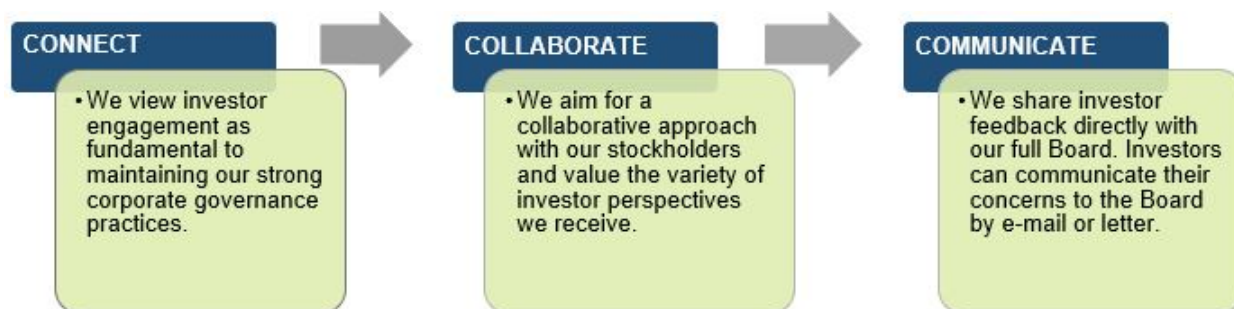 CONNECT
• We view investor
engagement as
fundamental to
maintaining our strong
corporate governance
practices.
COLLABORATE
• We aim for a
collaborative approach
with our stockholders
and value the variety of
investor perspectives
we receive.
COMMUNICATE
• We share investor
feedback directly with
our full Board. Investors
can communicate their
concerns to the Board
by e-mail or letter.